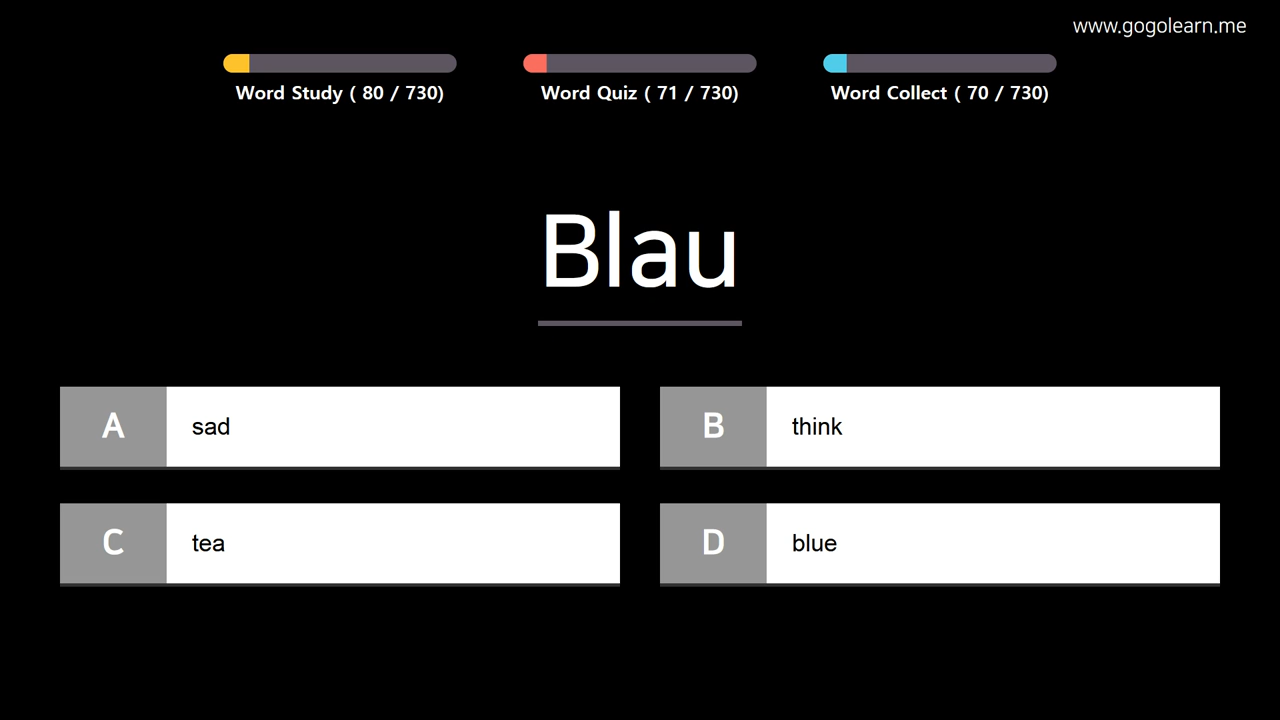 www.gogolearn.me
Word Study ( 80 / 730)
Word Quiz ( 71 / 730)
Word Collect ( 70 / 730)
Blau
A sad
B think
C tea
D blue